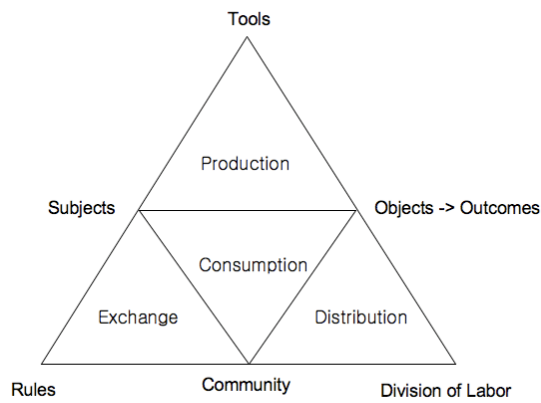 Tools
Production
Subjects
Objects -> Outcomes
Consumption
Exchange
Distribution
Rules
Community
Division of Labor